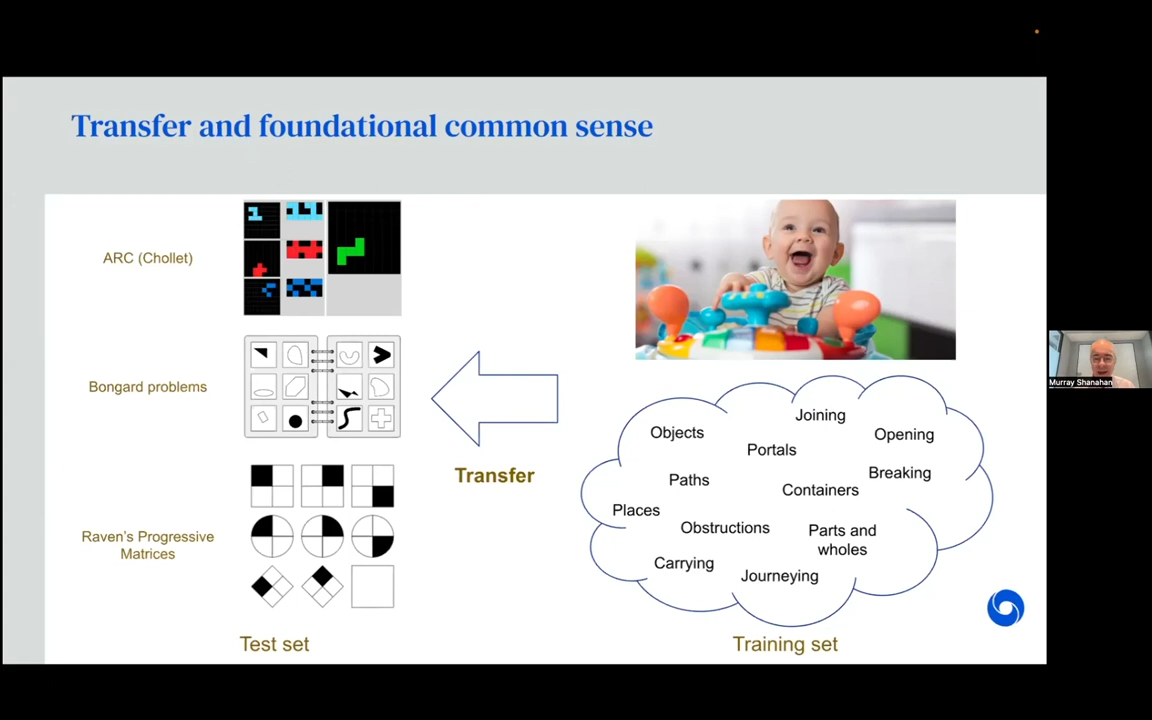 Transfer and foundational common sense
ARC (Chollet)
Bongard problems
Raven's Progressive
Matrices
Test set
Transfer
Joining
Objects
Opening
Portals
Breaking
Paths
Containers
Places
Obstructions
Parts and
wholes
Carrying
Journeying
Training set
Murray Shanahan